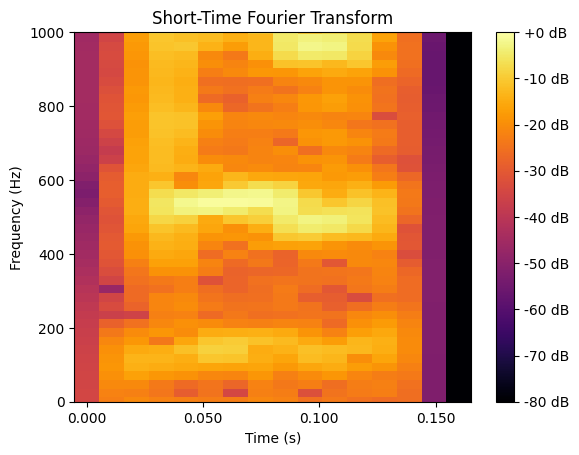 Short-Time Fourier Transform
1000
800
600
400
200
0
Frequency (Hz)
0.000
0.050
0.100
0.150
Time (s)
+0 dB
-10 dB
-20 dB
-30 dB
-40 dB
-50 dB
-60 dB
-70 dB
-80 dB